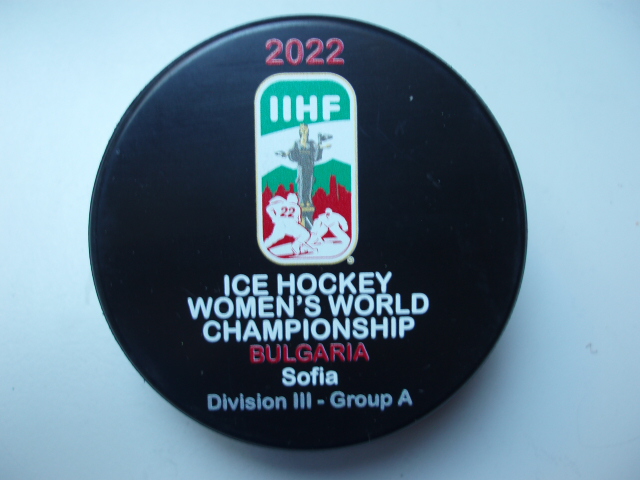 2022
IIHF
22
ICE HOCKEY
WOMEN'S WORLD
CHAMPIONSHIP
BULGARIA
Sofia
Division III - Group A